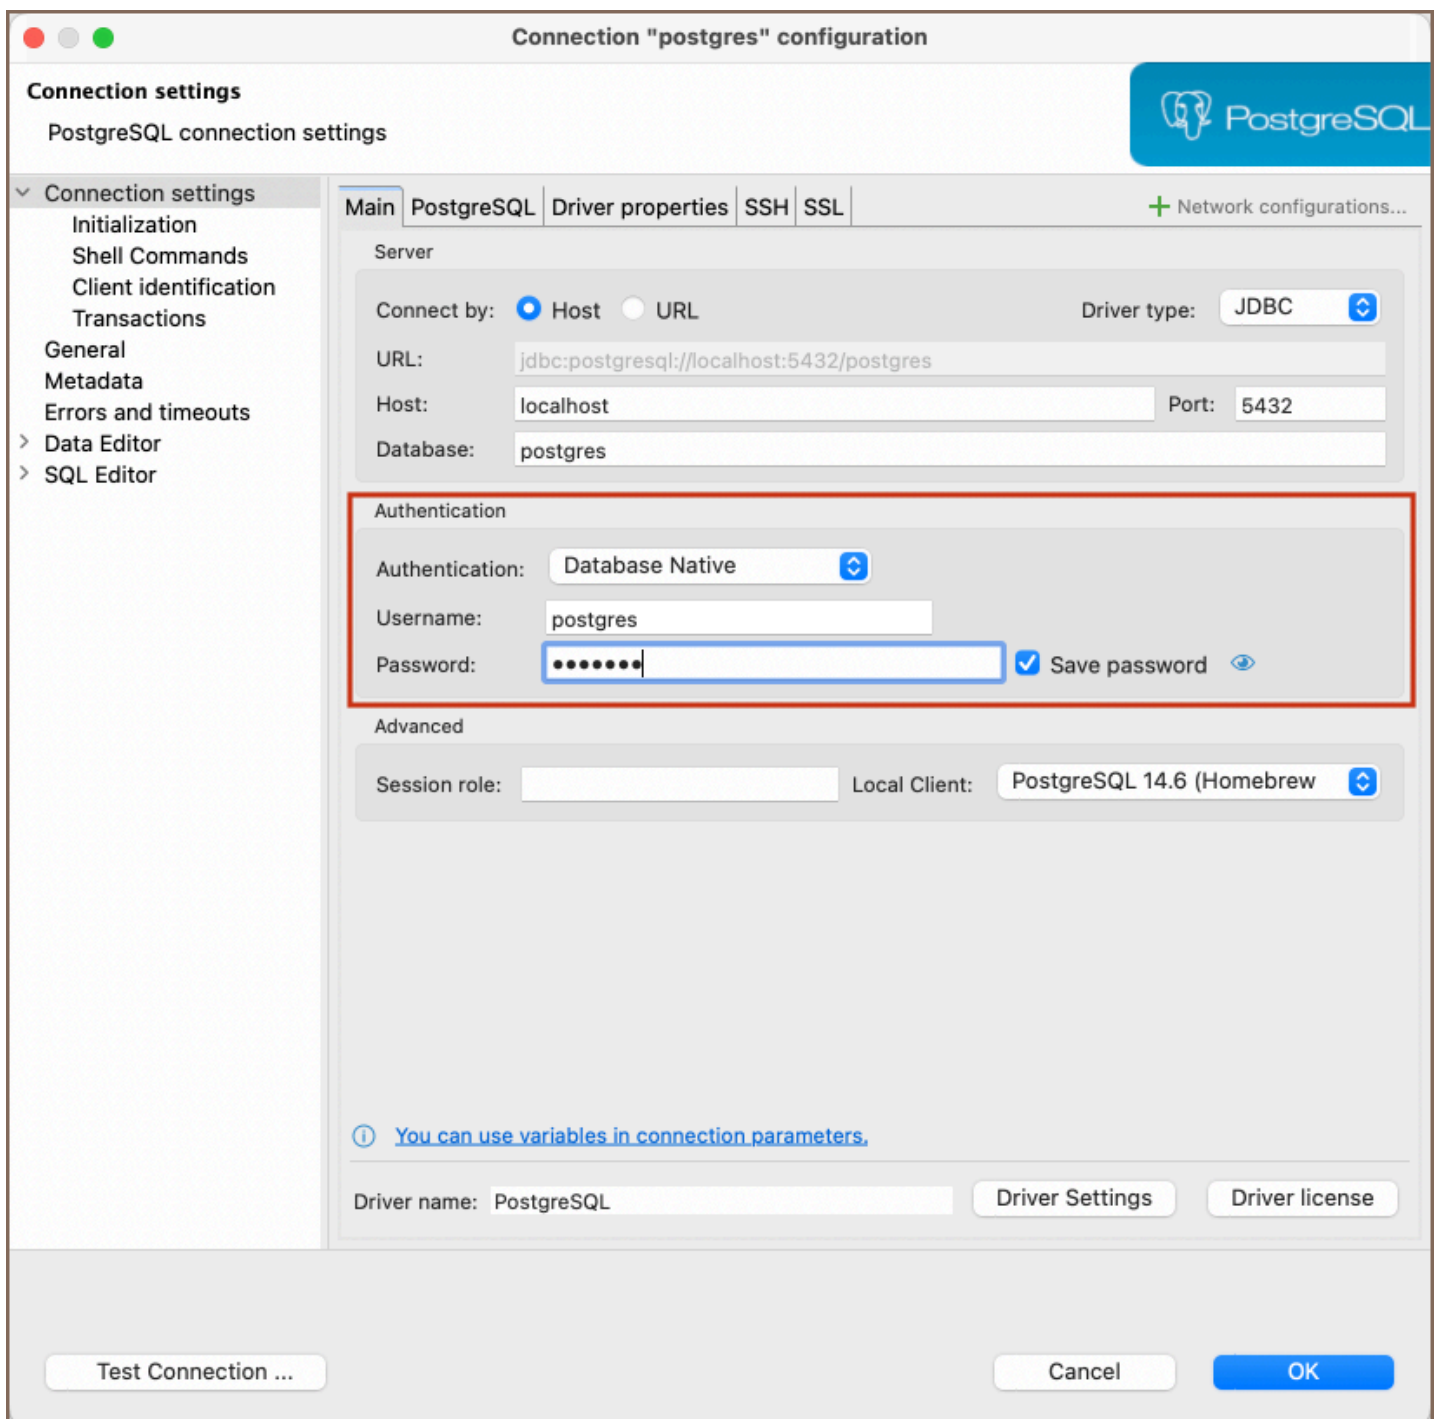 Connection "postgres" configuration
Connection settings
PostgreSQL connection settings
PostgreSQL
Connection settings
Initialization
Shell Commands
Client identification
Transactions
General
Metadata
Errors and timeouts
Data Editor
SQL Editor
Main PostgreSQL Driver properties SSH SSL Network configurations...
Server
Connect by: Host URL Driver type: JDBC
URL: jdbc:postgresql://localhost:5432/postgres
Host: localhost Port: 5432
Database: postgres
Authentication
Authentication: Database Native
Username: postgres
Password: ••••••• Save password
Advanced
Session role: Local Client: PostgreSQL 14.6 (Homebrew
You can use variables in connection parameters.
Driver name: PostgreSQL Driver Settings Driver license
Test Connection ... Cancel OK